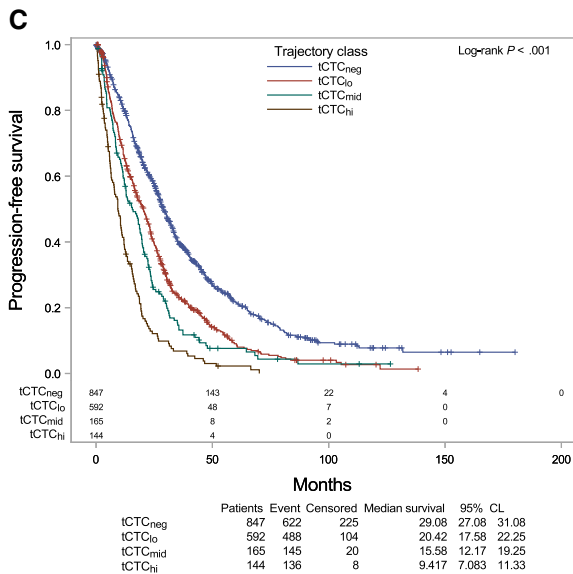 C
Trajectory class
Log-rank P < .001
tCTCneg
tCTClo
tCTCmid
tCTChi
Progression-free survival
1.0
0.8
0.6
0.4
0.2
0.0
tCTCneg 847 143 22 4 0
tCTClo 592 48 7 0
tCTCmid 165 8 2 0
tCTChi 144 4 0
0 50 100 150 200
Months
Patients Event Censored Median survival 95% CL
tCTCneg 847 622 225 29.08 27.08 31.08
tCTClo 592 488 104 20.42 17.58 22.25
tCTCmid 165 145 20 15.58 12.17 19.25
tCTChi 144 136 8 9.417 7.083 11.33